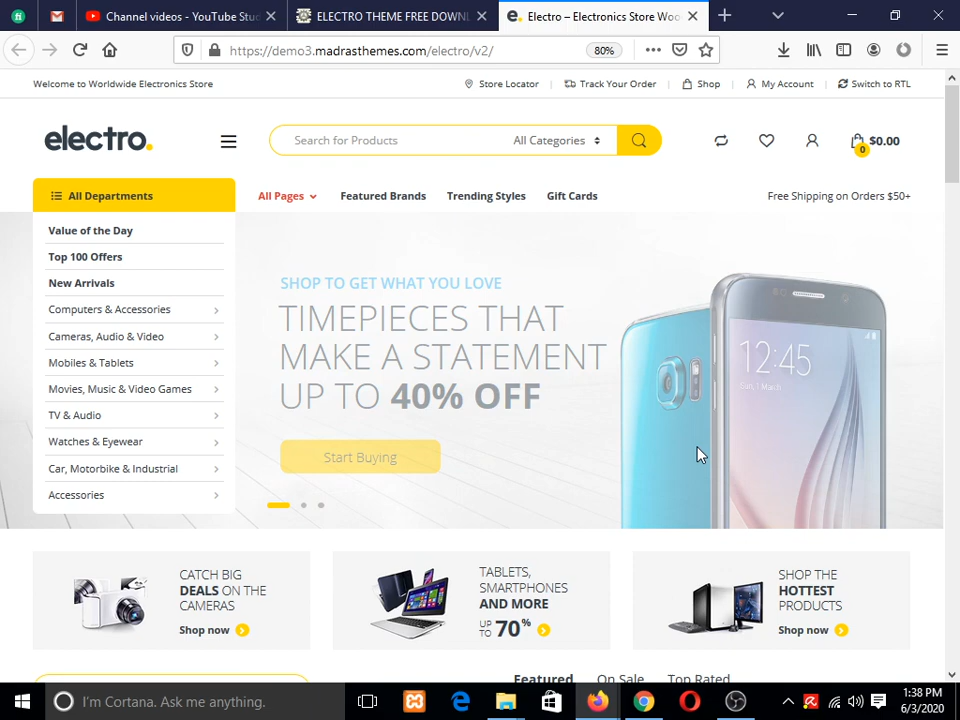 Channel videos - YouTube Stud
ELECTRO THEME FREE DOWNL
Electro – Electronics Store Woo
https://demo3.madrasthemes.com/electro/v2/
80%
Welcome to Worldwide Electronics Store
Store Locator
Track Your Order
Shop
My Account
Switch to RTL
electro.
Search for Products
All Categories
0
$0.00
All Departments
All Pages
Featured Brands
Trending Styles
Gift Cards
Free Shipping on Orders $50+
Value of the Day
Top 100 Offers
New Arrivals
Computers & Accessories
Cameras, Audio & Video
Mobiles & Tablets
Movies, Music & Video Games
TV & Audio
Watches & Eyewear
Car, Motorbike & Industrial
Accessories
SHOP TO GET WHAT YOU LOVE
TIMEPIECES THAT
MAKE A STATEMENT
UP TO 40% OFF
Start Buying
12:45
Sun, 1 March
CATCH BIG
DEALS ON THE
CAMERAS
Shop now
TABLETS,
SMARTPHONES
AND MORE
UP TO 70%
SHOP THE
HOTTEST
PRODUCTS
Shop now
Featured
On Sale
Top Rated
I'm Cortana. Ask me anything.
1:38 PM
6/3/2020